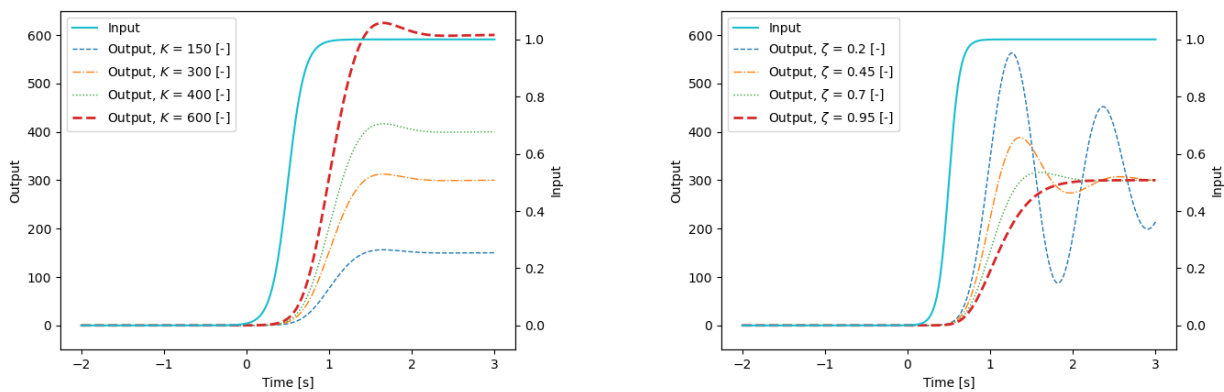 Input
Output, K = 150 [-]
Output, K = 300 [-]
Output, K = 400 [-]
Output, K = 600 [-]
600
500
400
300
200
100
0
Output
1.0
0.8
0.6
0.4
0.2
0.0
Input
−2
−1
0
1
2
3
Time [s]
Input
Output, ζ = 0.2 [-]
Output, ζ = 0.45 [-]
Output, ζ = 0.7 [-]
Output, ζ = 0.95 [-]
600
500
400
300
200
100
0
Output
1.0
0.8
0.6
0.4
0.2
0.0
Input
−2
−1
0
1
2
3
Time [s]